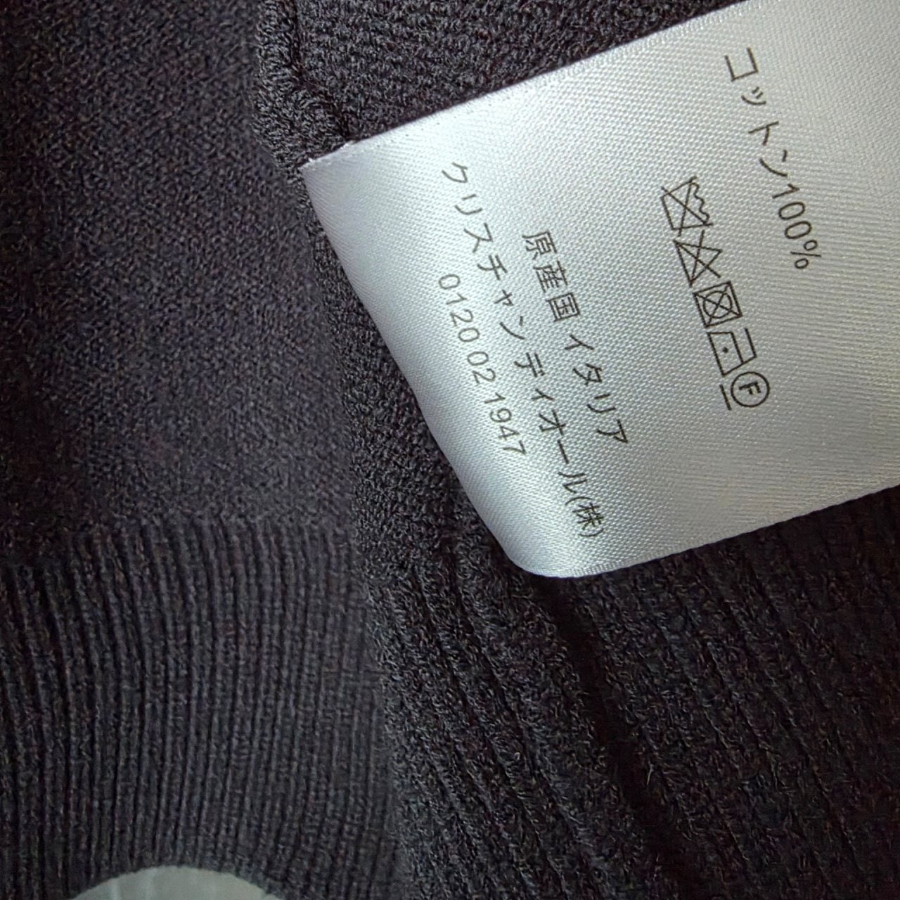 コットン100%
F
原産国 イタリア
クリスチャン ディオール(株)
0120 02 1947